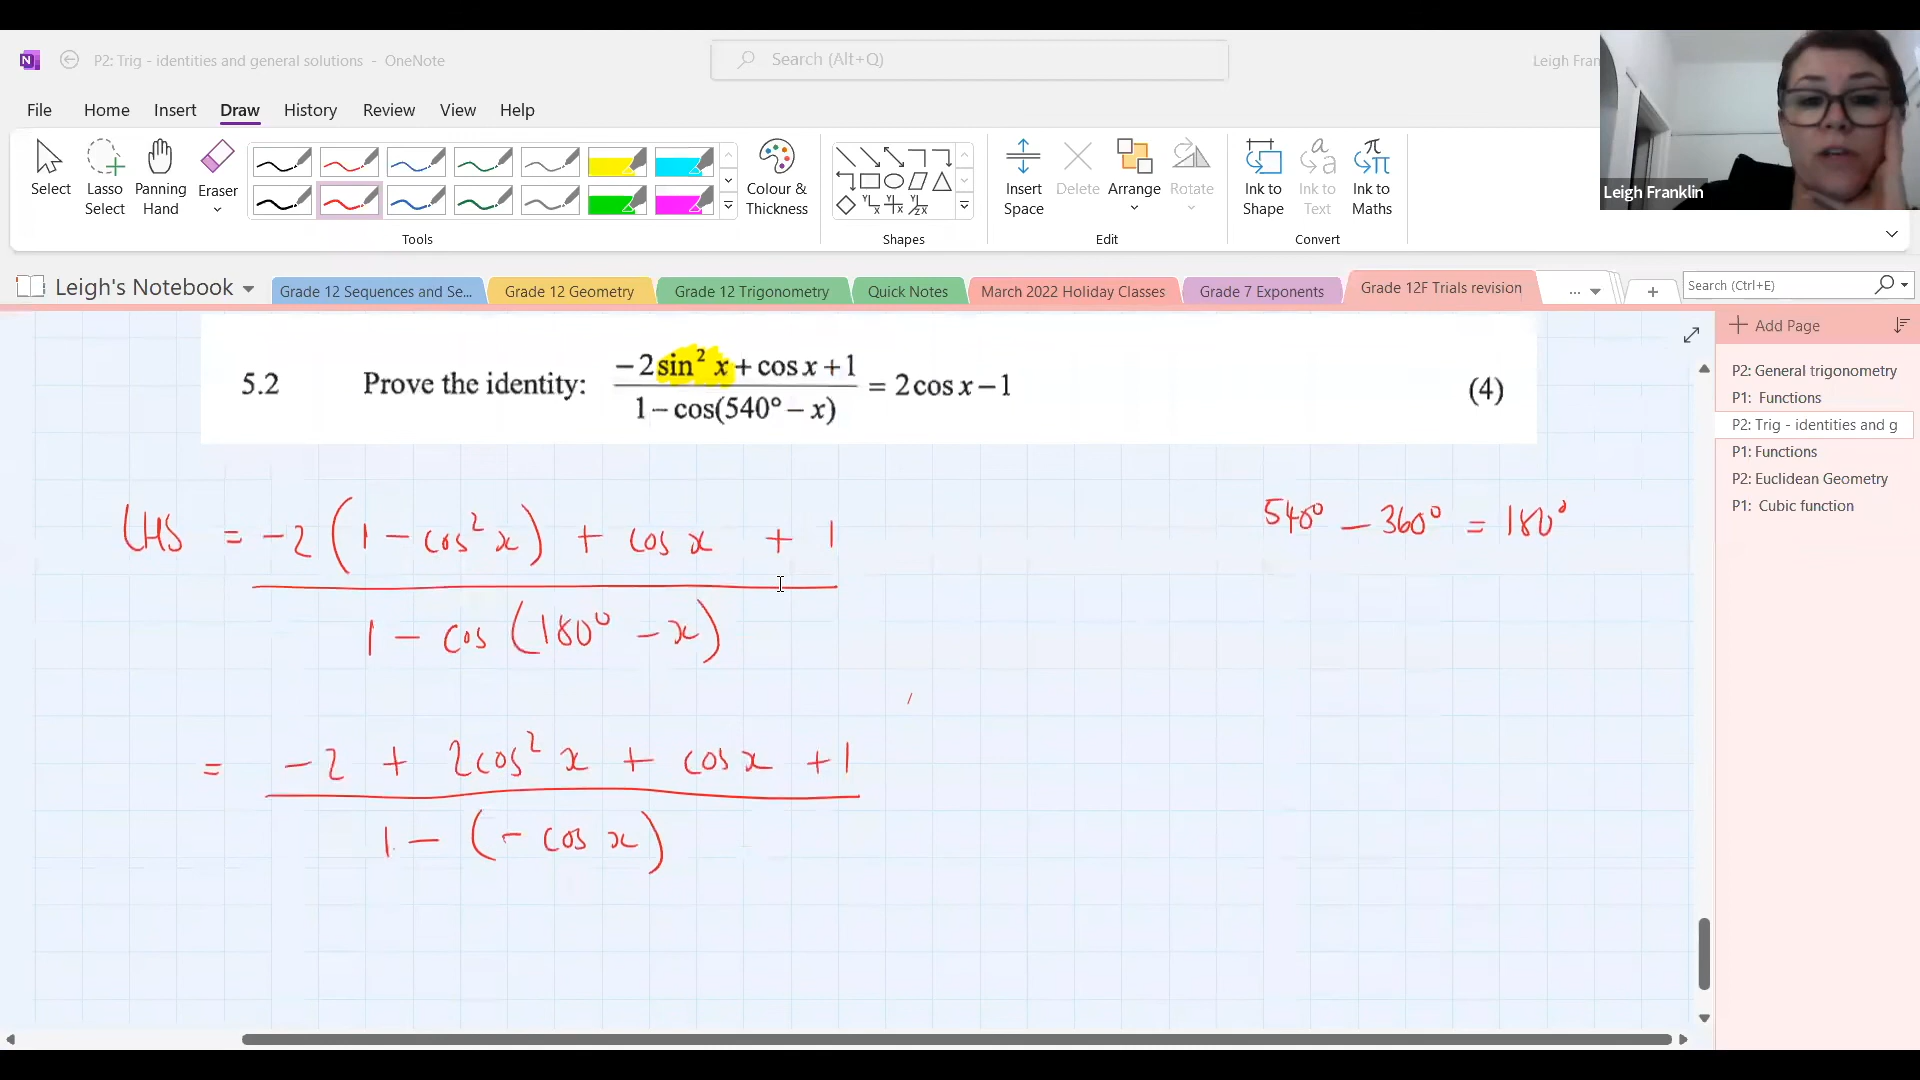 P2: Trig - identities and general solutions - OneNote
Search (Alt+Q)
Leigh Fran
File Home Insert Draw History Review View Help
Select
Lasso Select
Panning Hand
Eraser
Colour & Thickness
Insert Space
Delete
Arrange
Rotate
Ink to Shape
Ink to Text
Ink to Maths
Tools
Shapes
Edit
Convert
Leigh Franklin
Leigh's Notebook
Grade 12 Sequences and Se...
Grade 12 Geometry
Grade 12 Trigonometry
Quick Notes
March 2022 Holiday Classes
Grade 7 Exponents
Grade 12F Trials revision
...
Search (Ctrl+E)
Add Page
P2: General trigonometry
P1: Functions
P2: Trig - identities and g
P1: Functions
P2: Euclidean Geometry
P1: Cubic function
5.2 Prove the identity: (−2 sin² x + cos x + 1) / (1 − cos(540° − x)) = 2 cos x − 1 (4)
540° − 360° = 180°
LHS = −2(1 − cos² x) + cos x + 1
1 − cos(180° − x)
= −2 + 2cos² x + cos x + 1
1 − (− cos x)